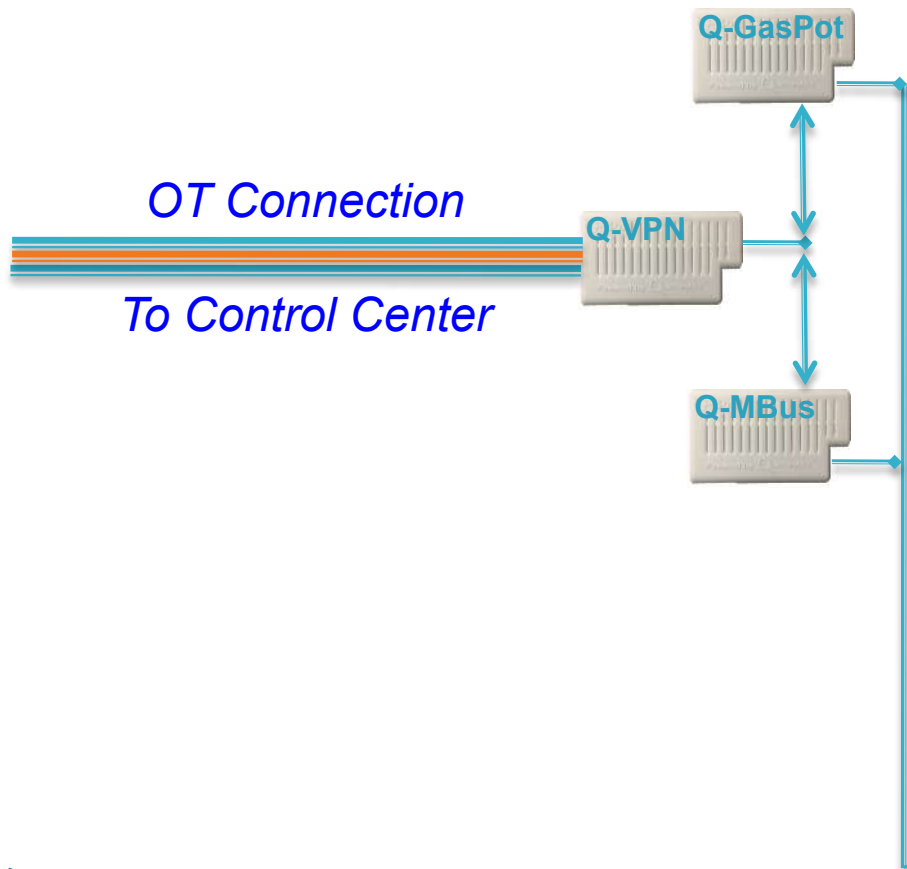 Q-GasPot
OT Connection
Q-VPN
To Control Center
Q-MBus